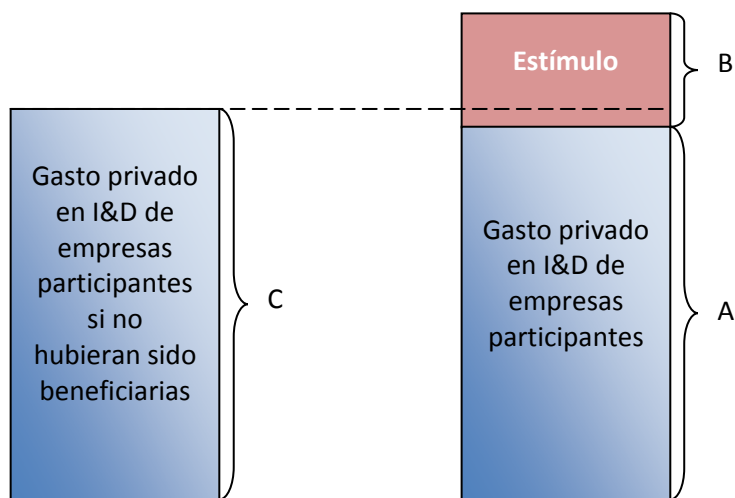 Estímulo
B
Gasto privado
en I&D de
empresas
participantes
si no
hubieran sido
beneficiarias
C
Gasto privado
en I&D de
empresas
participantes
A